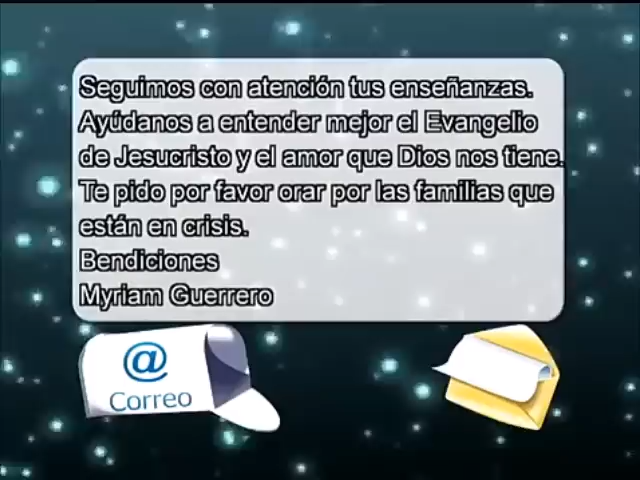 Seguimos con atención tus enseñanzas.
Ayúdanos a entender mejor el Evangelio
de Jesucristo y el amor que Dios nos tiene.
Te pido por favor orar por las familias que
están en crisis.
Bendiciones
Myriam Guerrero
@
Correo